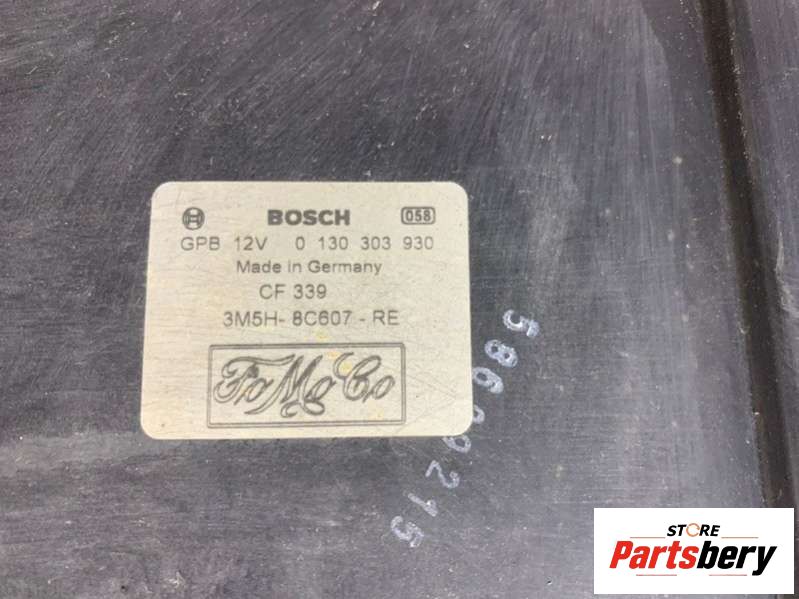 BOSCH 058
GPB 12V 0 130 303 930
Made in Germany
CF 339
3M5H- 8C607 - RE
FoMoCo
58609215
STORE
Partsbery